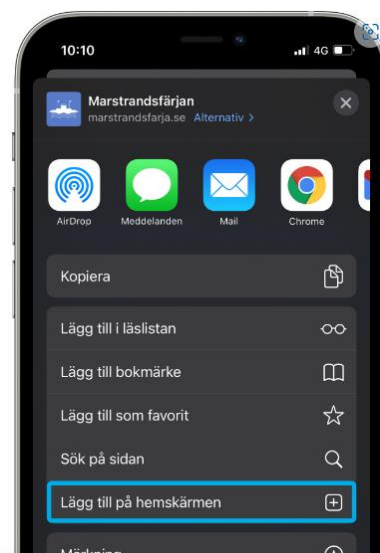 10:10
4G
Marstrandsfärjan
marstrandsfarja.se Alternativ >
AirDrop Meddelanden Mail Chrome
Kopiera
Lägg till i läslistan
Lägg till bokmärke
Lägg till som favorit
Sök på sidan
Lägg till på hemskärmen
Märkning